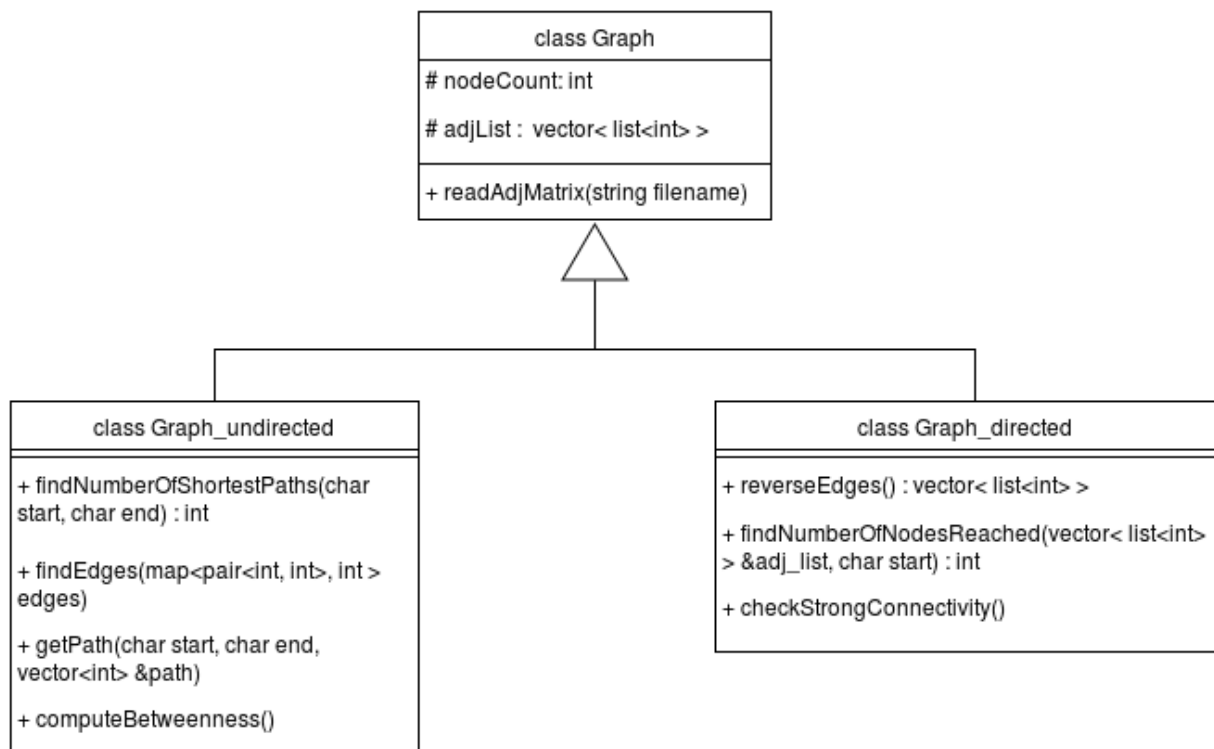 class Graph
# nodeCount: int
# adjList :  vector< list<int> >
+ readAdjMatrix(string filename)
class Graph_undirected
+ findNumberOfShortestPaths(char
start, char end) : int
+ findEdges(map<pair<int, int>, int >
edges)
+ getPath(char start, char end,
vector<int> &path)
+ computeBetweenness()
class Graph_directed
+ reverseEdges() : vector< list<int> >
+ findNumberOfNodesReached(vector< list<int>
> &adj_list, char start) : int
+ checkStrongConnectivity()